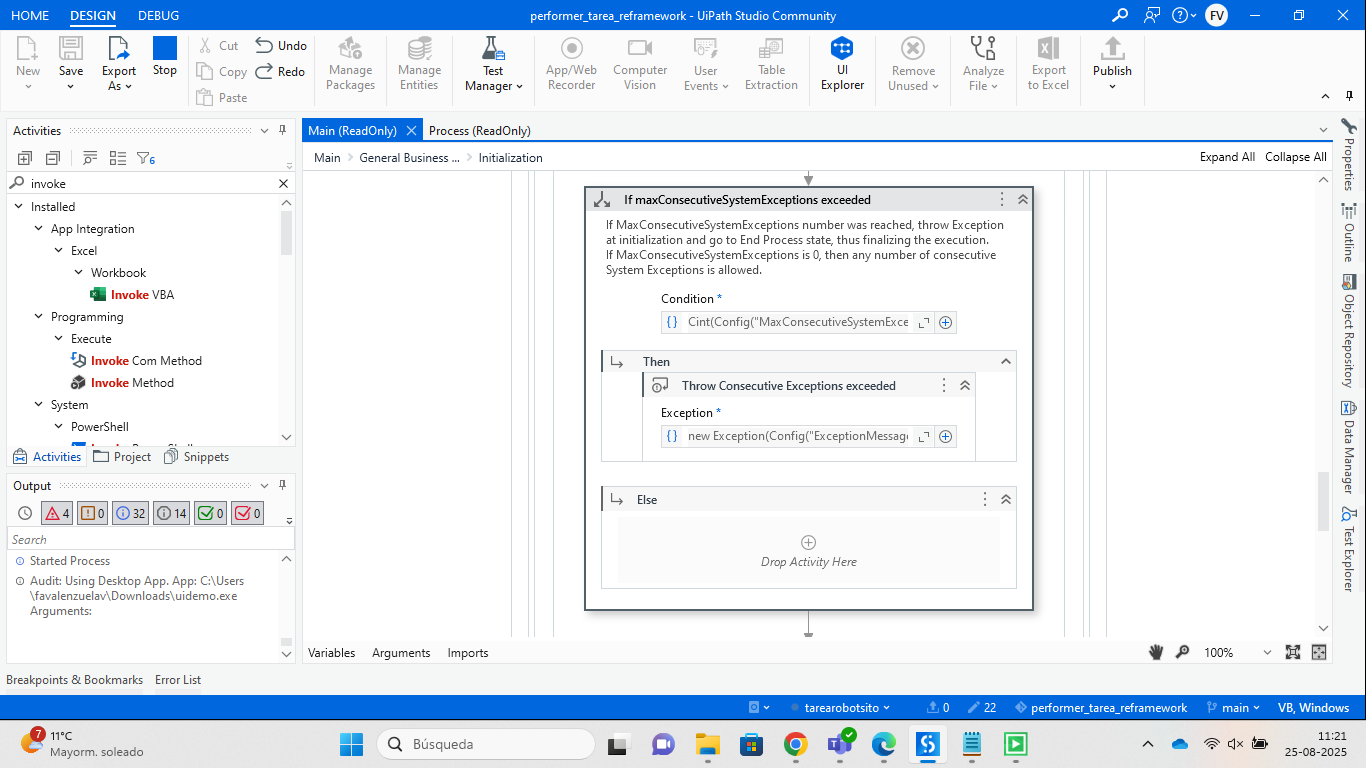 HOME DESIGN DEBUG performer_tarea_reframework - UiPath Studio Community FV
New Save Export As Stop Cut Copy Paste Undo Redo Manage Packages Manage Entities Test Manager App/Web Recorder Computer Vision User Events Table Extraction UI Explorer Remove Unused Analyze File Export to Excel Publish
Activities
6
invoke
Installed
App Integration
Excel
Workbook
Invoke VBA
Programming
Execute
Invoke Com Method
Invoke Method
System
PowerShell
Activities Project Snippets
Output
4 0 32 14 0 0
Search
Started Process
Audit: Using Desktop App. App: C:\Users
\favalenzuelav\Downloads\uidemo.exe
Arguments:
Main (ReadOnly) Process (ReadOnly)
Main General Business ... Initialization Expand All Collapse All
If maxConsecutiveSystemExceptions exceeded
If MaxConsecutiveSystemExceptions number was reached, throw Exception
at initialization and go to End Process state, thus finalizing the execution.
If MaxConsecutiveSystemExceptions is 0, then any number of consecutive
System Exceptions is allowed.
Condition *
{} Cint(Config("MaxConsecutiveSystemExce
Then
Throw Consecutive Exceptions exceeded
Exception *
{} new Exception(Config("ExceptionMessage
Else
Drop Activity Here
Variables Arguments Imports 100%
Properties
Outline
Object Repository
Data Manager
Test Explorer
Breakpoints & Bookmarks Error List
tarearobotsito 0 22 performer_tarea_reframework main VB, Windows
7
11°C
Mayorm. soleado
Búsqueda
11:21
25-08-2025